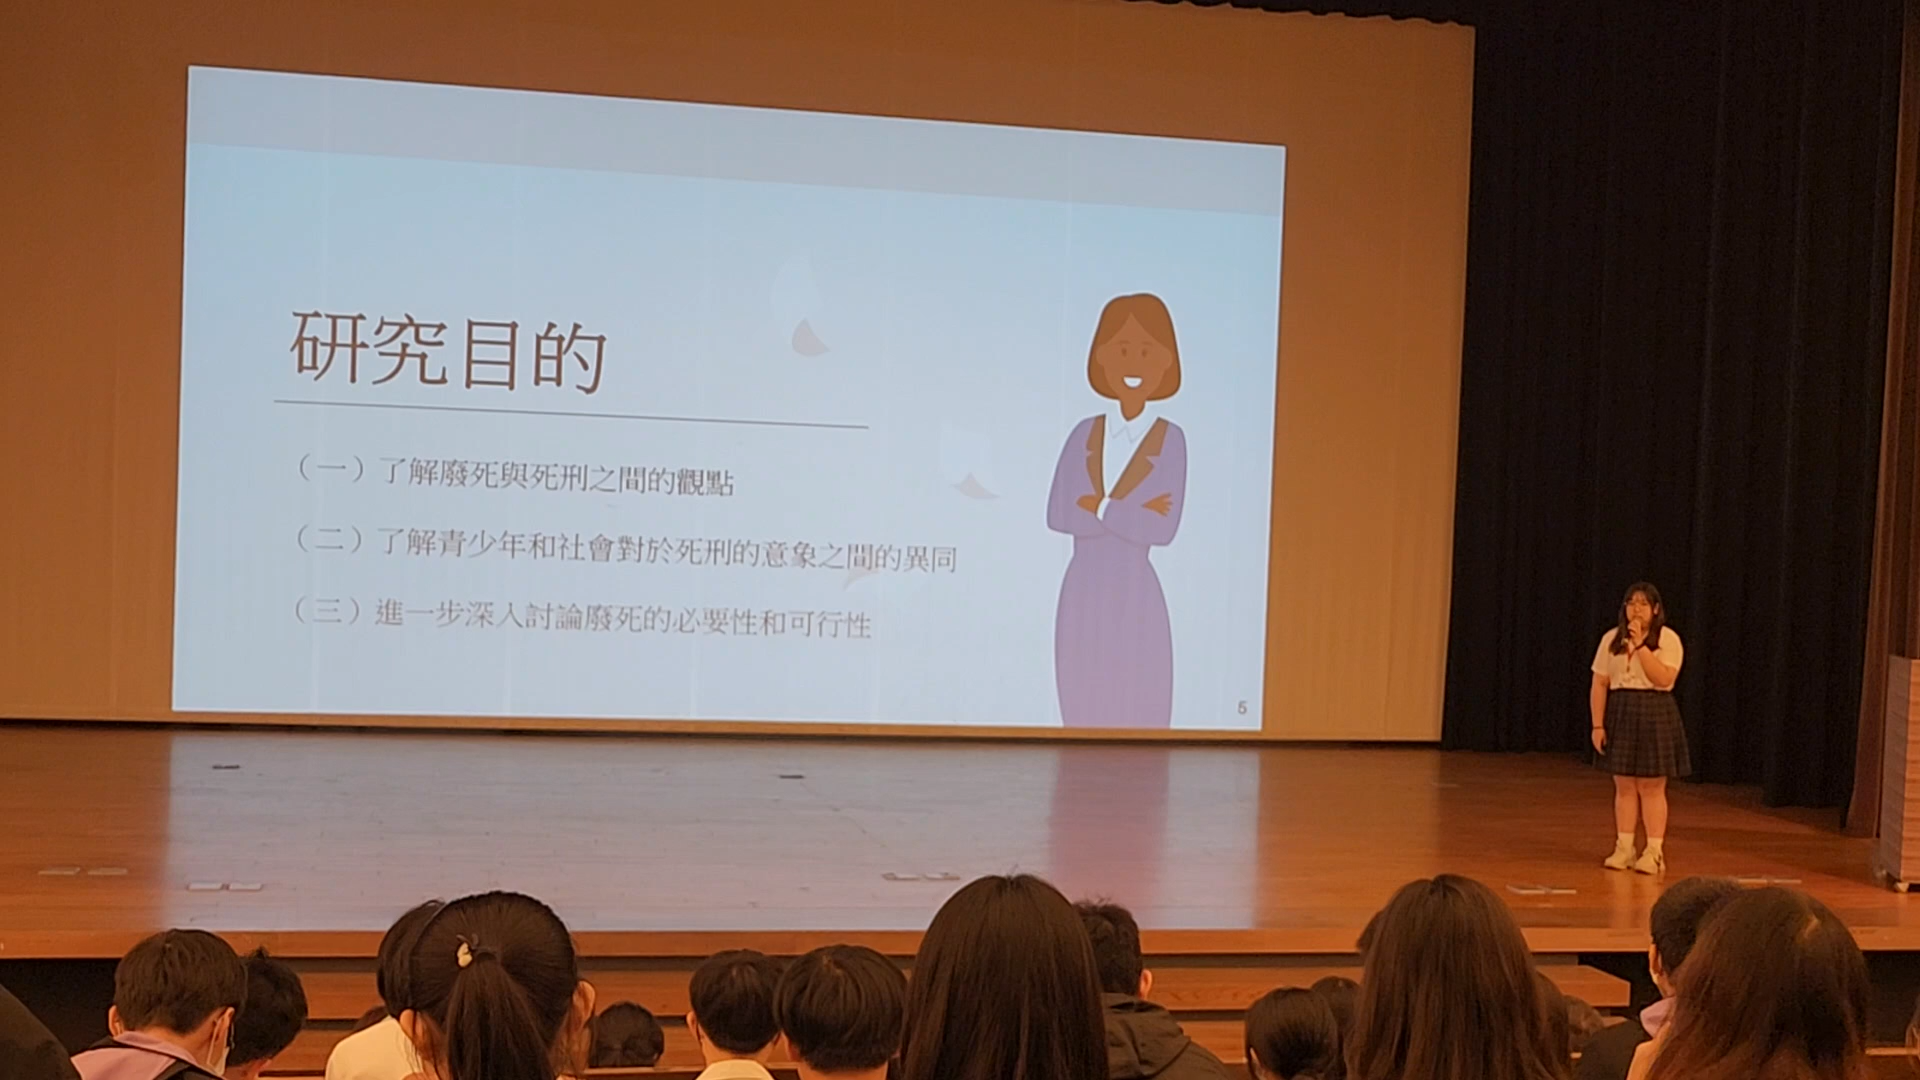 研究目的
（一）了解廢死與死刑之間的觀點
（二）了解青少年和社會對於死刑的意象之間的異同
（三）進一步深入討論廢死的必要性和可行性
5